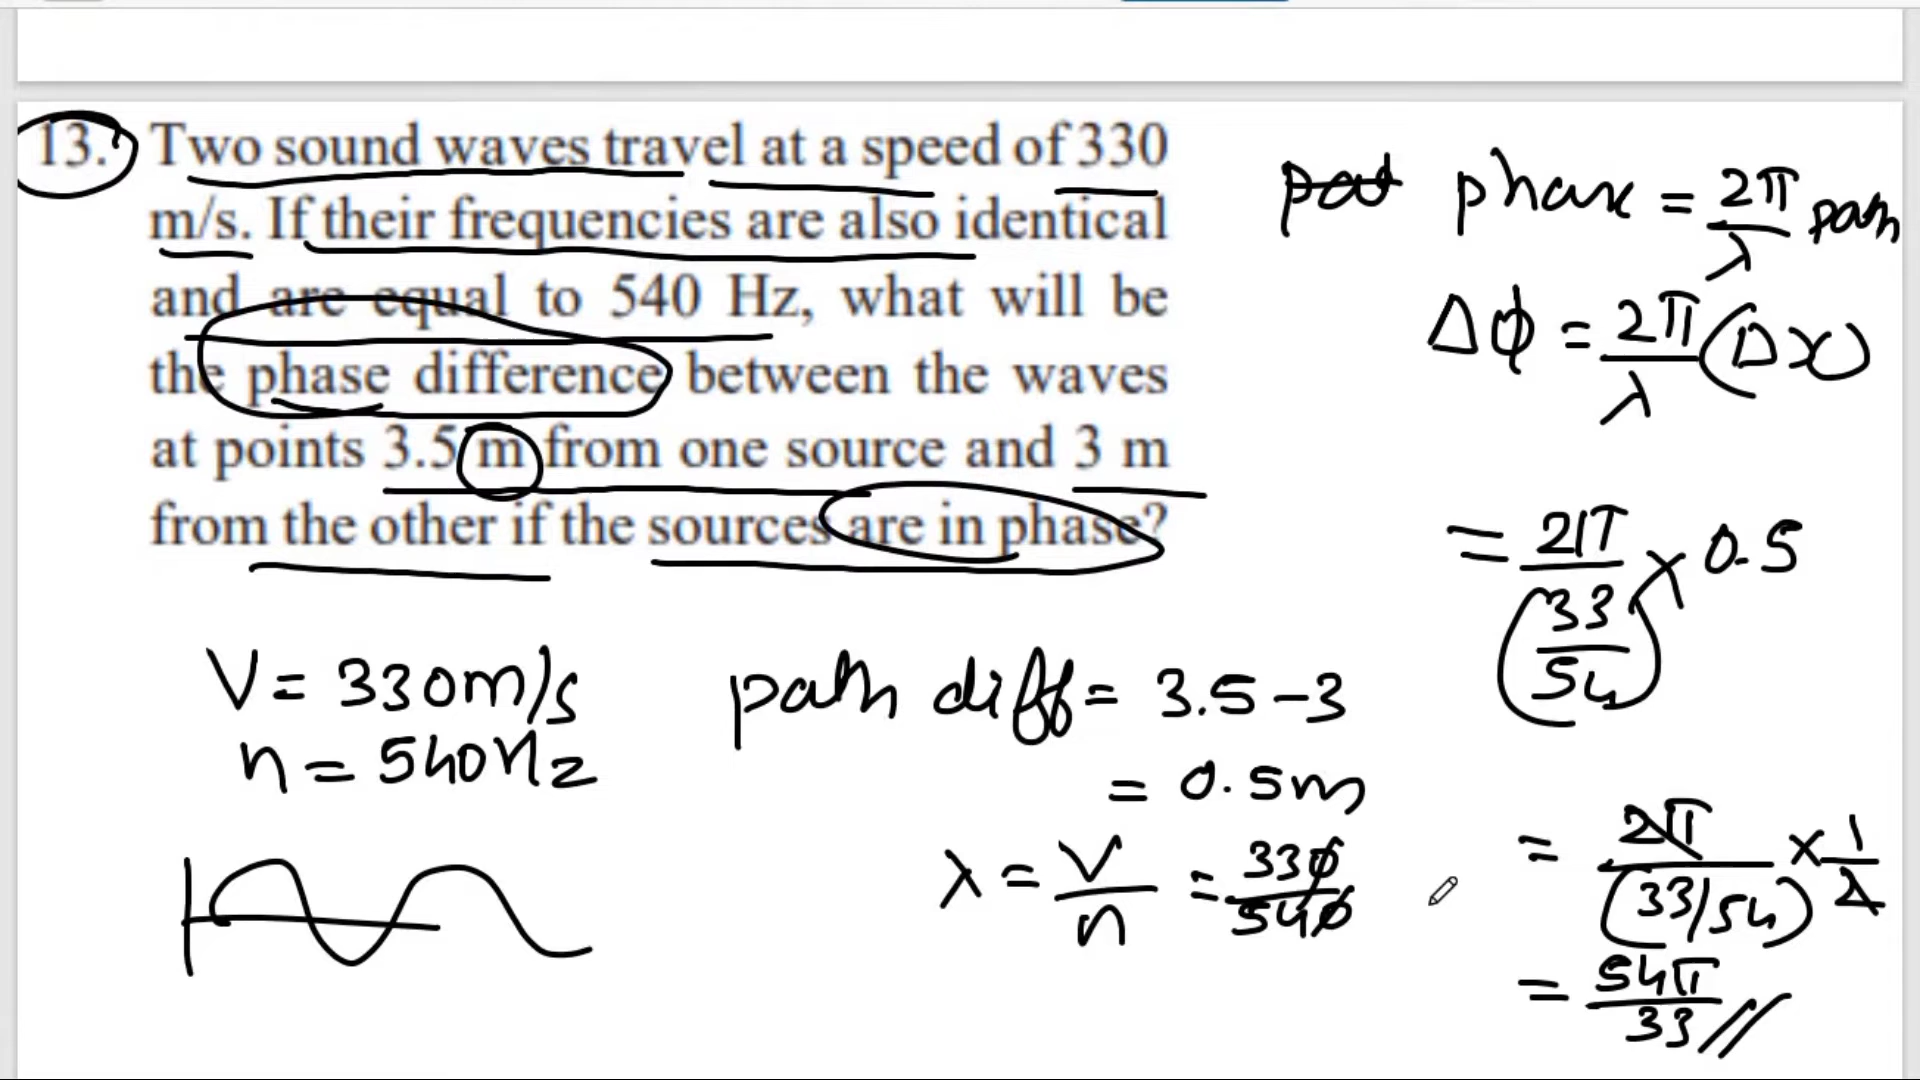 13. Two sound waves travel at a speed of 330
m/s. If their frequencies are also identical
and are equal to 540 Hz, what will be
the phase difference between the waves
at points 3.5 m from one source and 3 m
from the other if the sources are in phase?
phase = 2π/λ path
Δϕ = 2π/λ (Δx)
= 2π/(33/54) × 0.5
V = 330m/s
n = 540Hz
path diff = 3.5 - 3
= 0.5m
λ = V/n = 330/540
= 2π/(33/54) × 1/2
= 54π/33 //